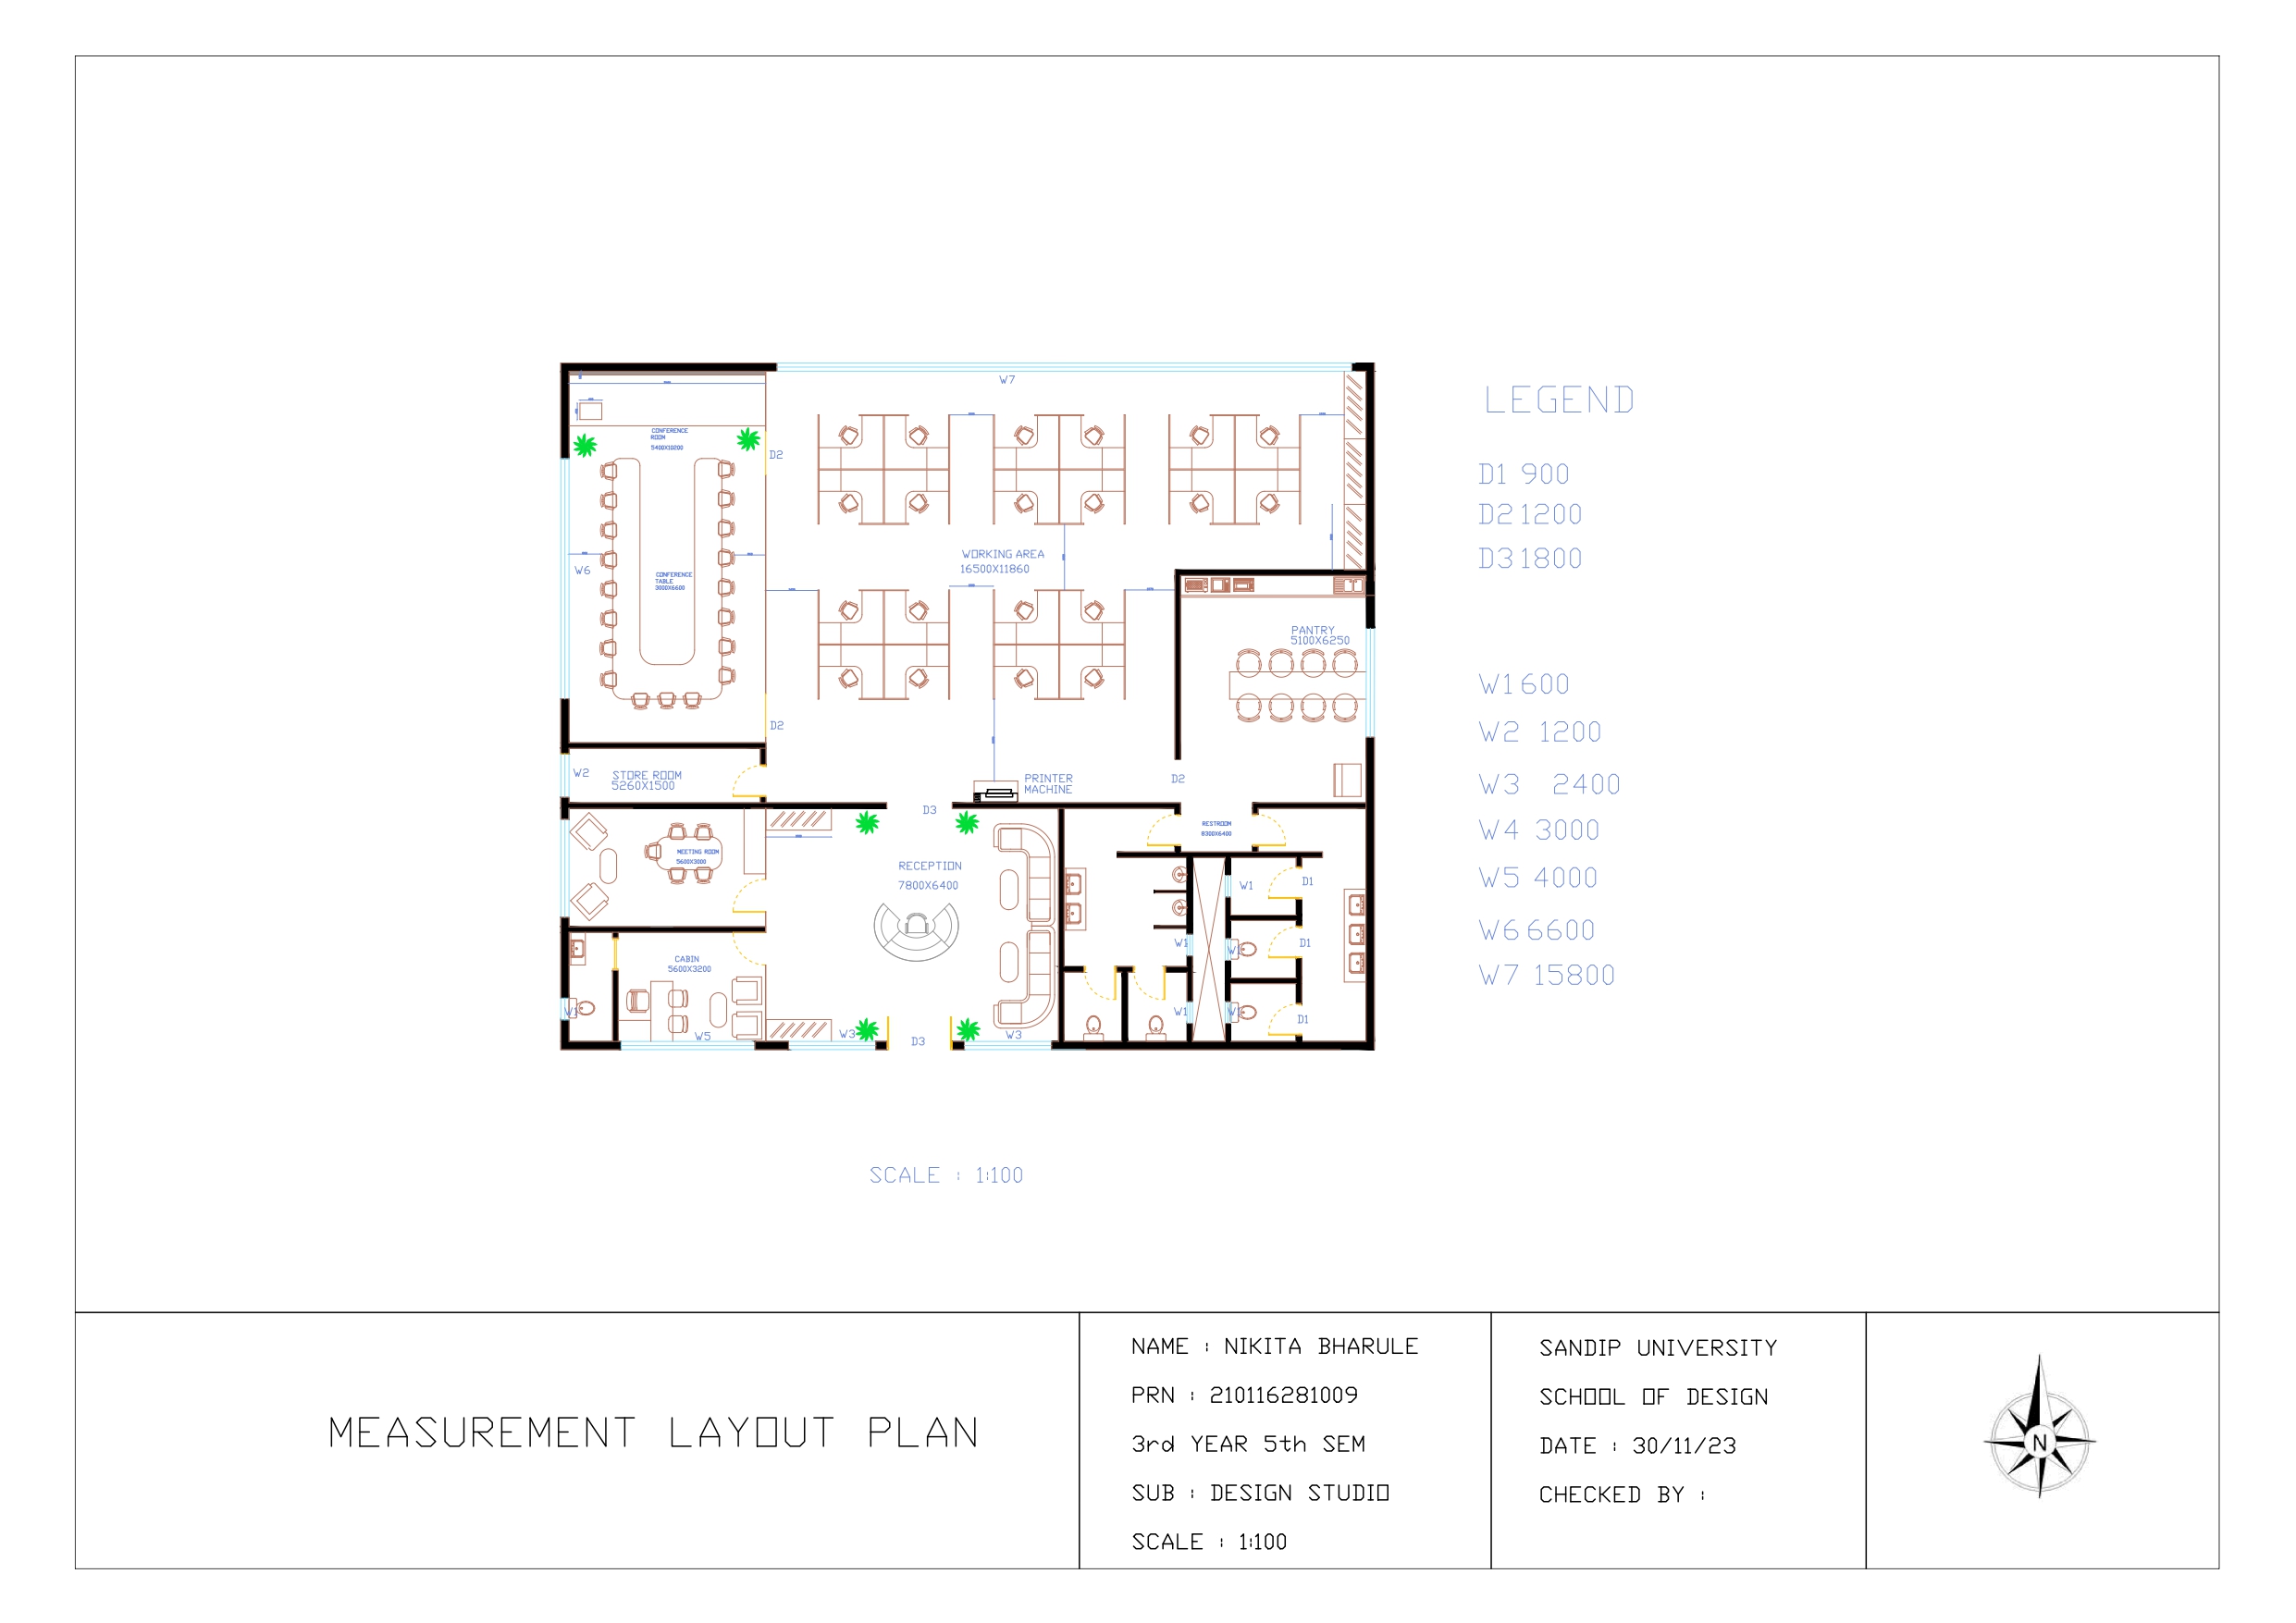 W7
CONFERENCE
ROOM
5400X10200
D2
W6
CONFERENCE
TABLE
3000X6600
WORKING AREA
16500X11860
PANTRY
5100X6250
D2
W2
STORE ROOM
5260X1500
PRINTER
MACHINE
D2
D3
RESTROOM
8300X6400
MEETING ROOM
5600X3000
RECEPTION
7800X6400
W1
D1
CABIN
5600X3200
W1
D1
W1
W5
W3
D3
W3
W1
D1
LEGEND
D1 900
D2 1200
D3 1800
W1 600
W2 1200
W3 2400
W4 3000
W5 4000
W6 6600
W7 15800
SCALE : 1:100
MEASUREMENT LAYOUT PLAN
NAME : NIKITA BHARULE
PRN : 210116281009
3rd YEAR 5th SEM
SUB : DESIGN STUDIO
SCALE : 1:100
SANDIP UNIVERSITY
SCHOOL OF DESIGN
DATE : 30/11/23
CHECKED BY :
N